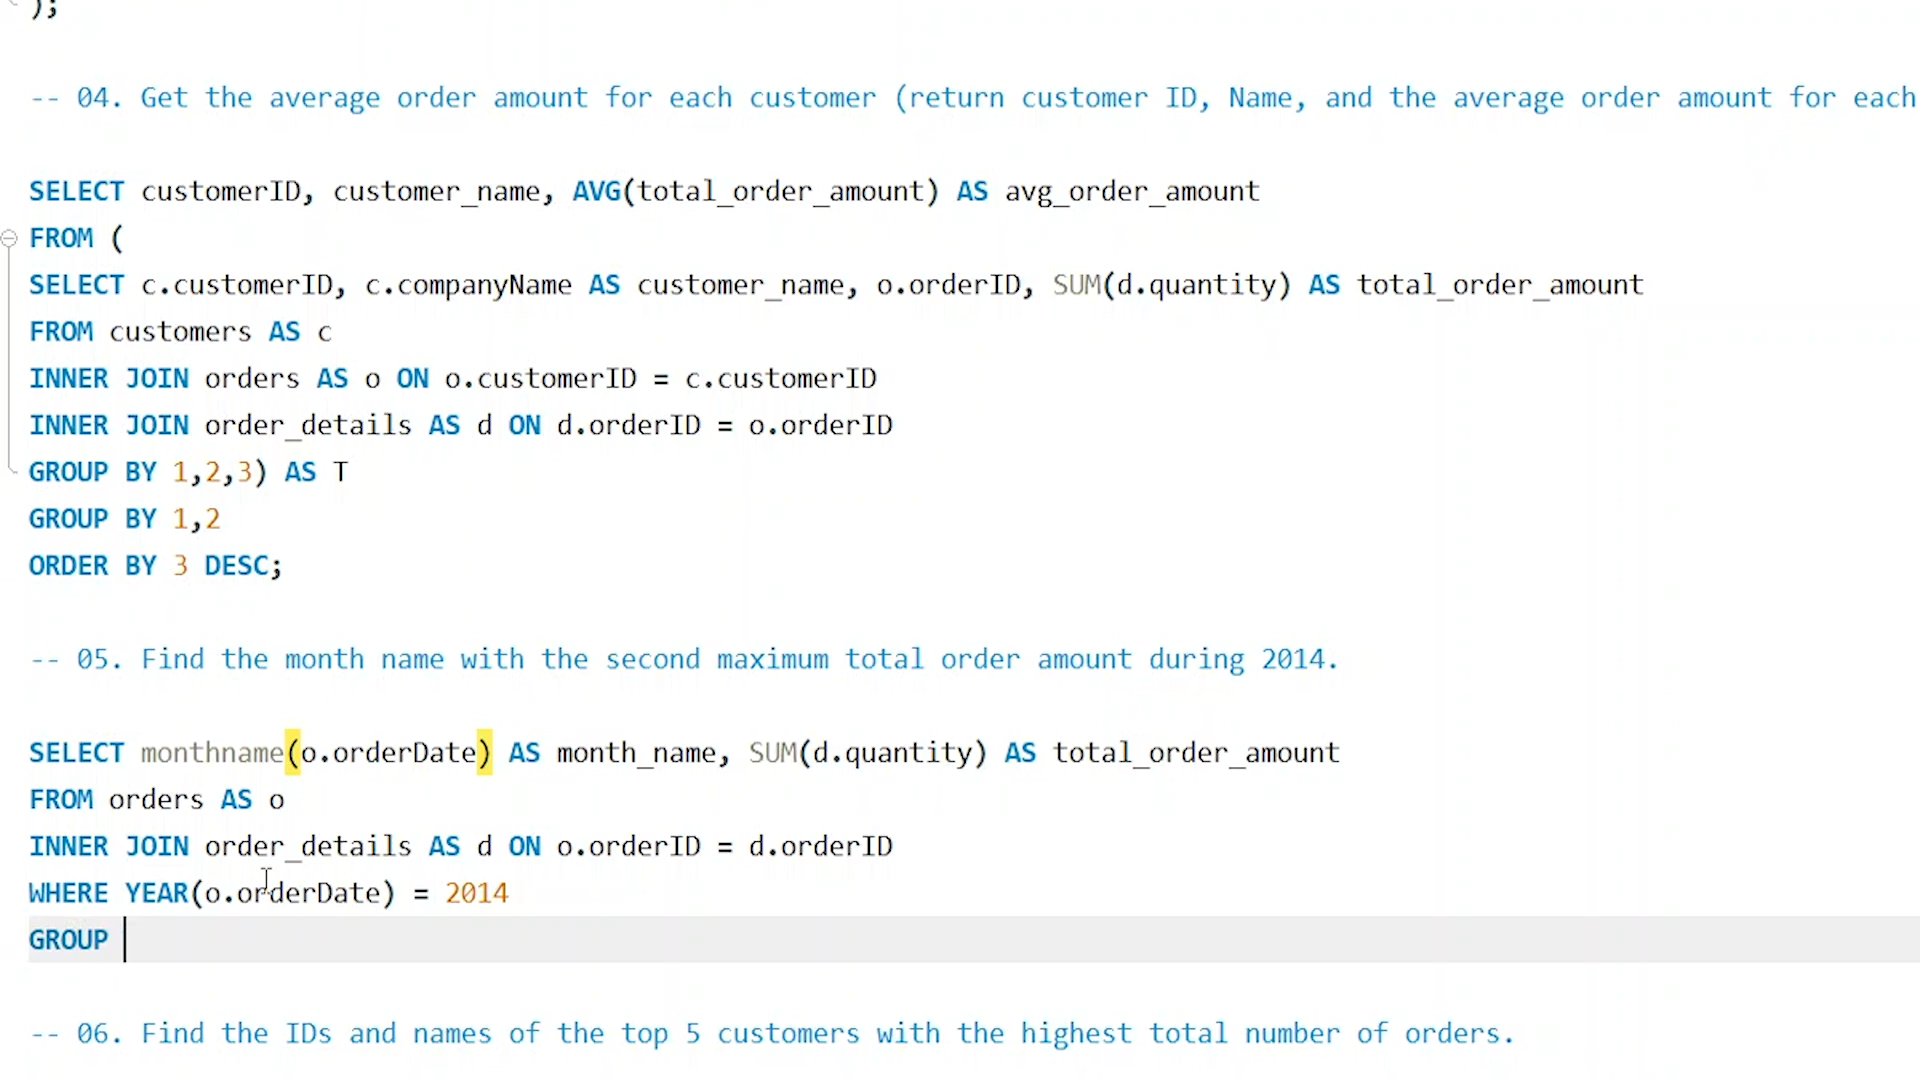 );
-- 04. Get the average order amount for each customer (return customer ID, Name, and the average order amount for each
SELECT customerID, customer_name, AVG(total_order_amount) AS avg_order_amount
FROM (
SELECT c.customerID, c.companyName AS customer_name, o.orderID, SUM(d.quantity) AS total_order_amount
FROM customers AS c
INNER JOIN orders AS o ON o.customerID = c.customerID
INNER JOIN order_details AS d ON d.orderID = o.orderID
GROUP BY 1,2,3) AS T
GROUP BY 1,2
ORDER BY 3 DESC;
-- 05. Find the month name with the second maximum total order amount during 2014.
SELECT monthname(o.orderDate) AS month_name, SUM(d.quantity) AS total_order_amount
FROM orders AS o
INNER JOIN order_details AS d ON o.orderID = d.orderID
WHERE YEAR(o.orderDate) = 2014
GROUP
-- 06. Find the IDs and names of the top 5 customers with the highest total number of orders.